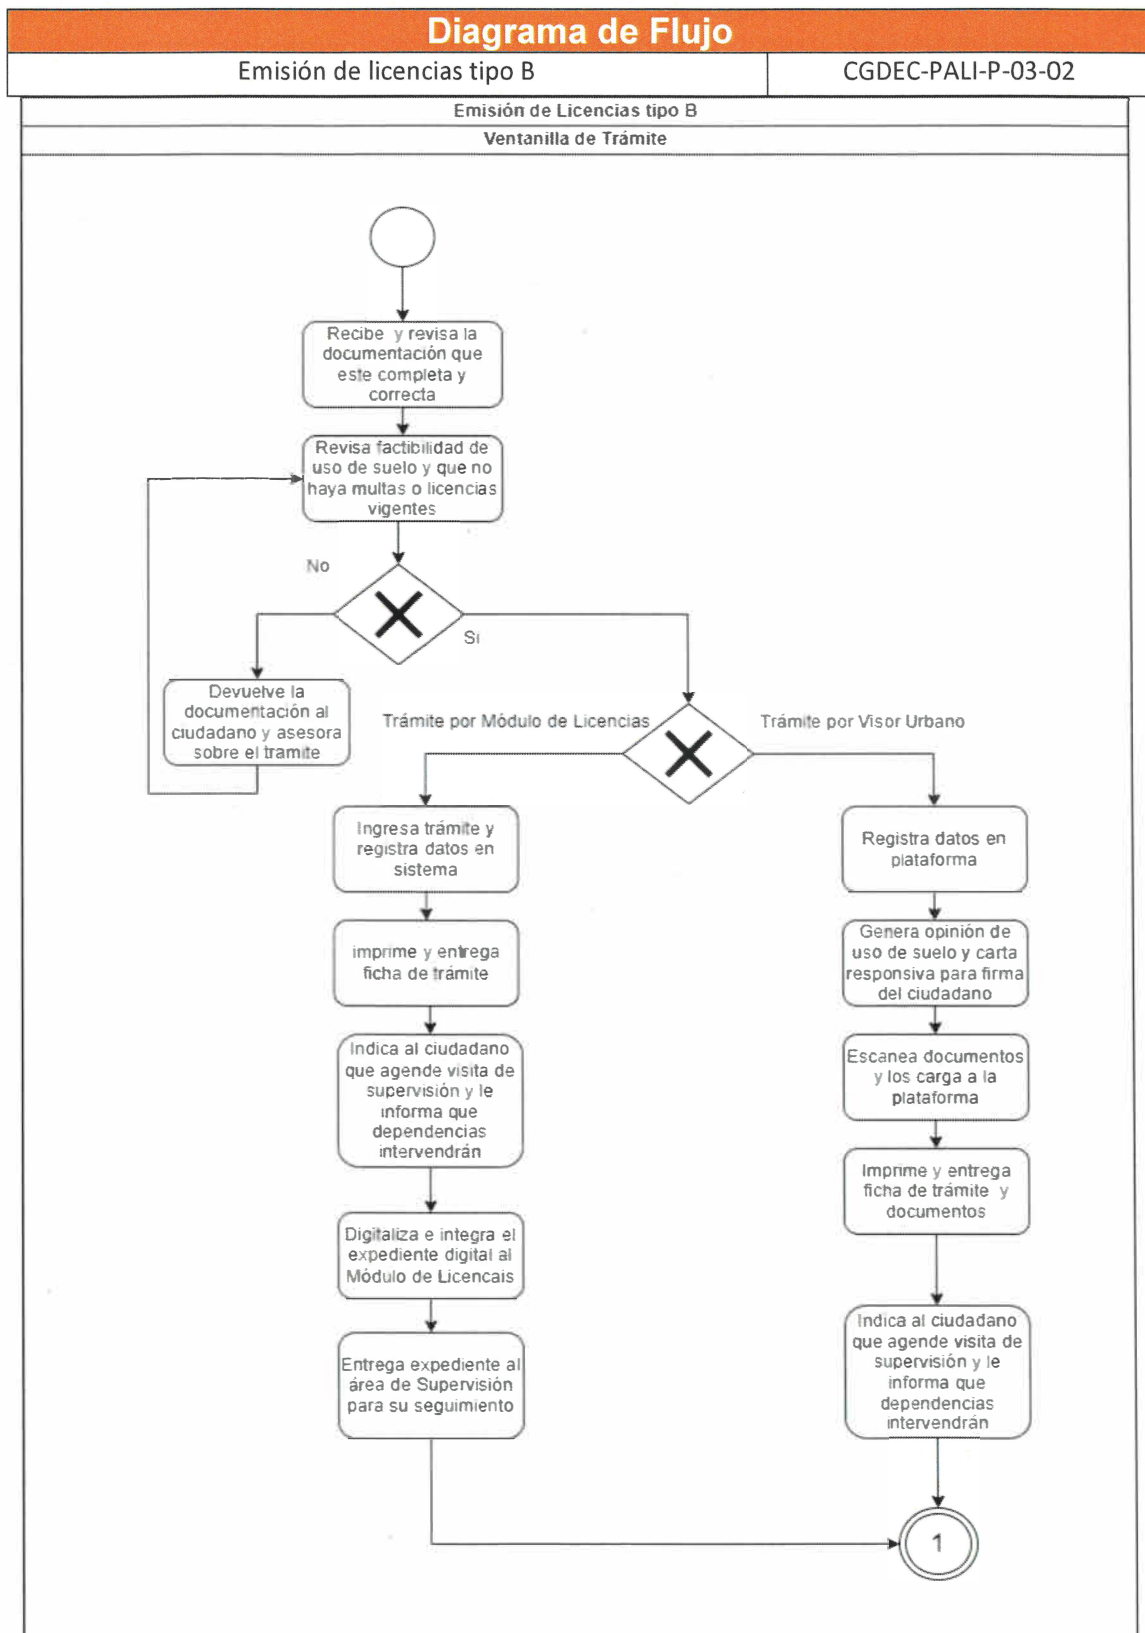 Diagrama de Flujo
Emisión de licencias tipo B
CGDEC-PALI-P-03-02
Emisión de Licencias tipo B
Ventanilla de Trámite
Recibe y revisa la
documentación que
este completa y
correcta
Revisa factibilidad de
uso de suelo y que no
haya multas o licencias
vigentes
No
Si
Devuelve la
documentación al
ciudadano y asesora
sobre el tramite
Trámite por Módulo de Licencias
Trámite por Visor Urbano
Ingresa trámite y
registra datos en
sistema
imprime y entrega
ficha de trámite
Indica al ciudadano
que agende visita de
supervisión y le
informa que
dependencias
intervendrán
Digitaliza e integra el
expediente digital al
Módulo de Licencais
Entrega expediente al
área de Supervisión
para su seguimiento
Registra datos en
plataforma
Genera opinión de
uso de suelo y carta
responsiva para firma
del ciudadano
Escanea documentos
y los carga a la
plataforma
Imprime y entrega
ficha de trámite y
documentos
Indica al ciudadano
que agende visita de
supervisión y le
informa que
dependencias
intervendrán
1